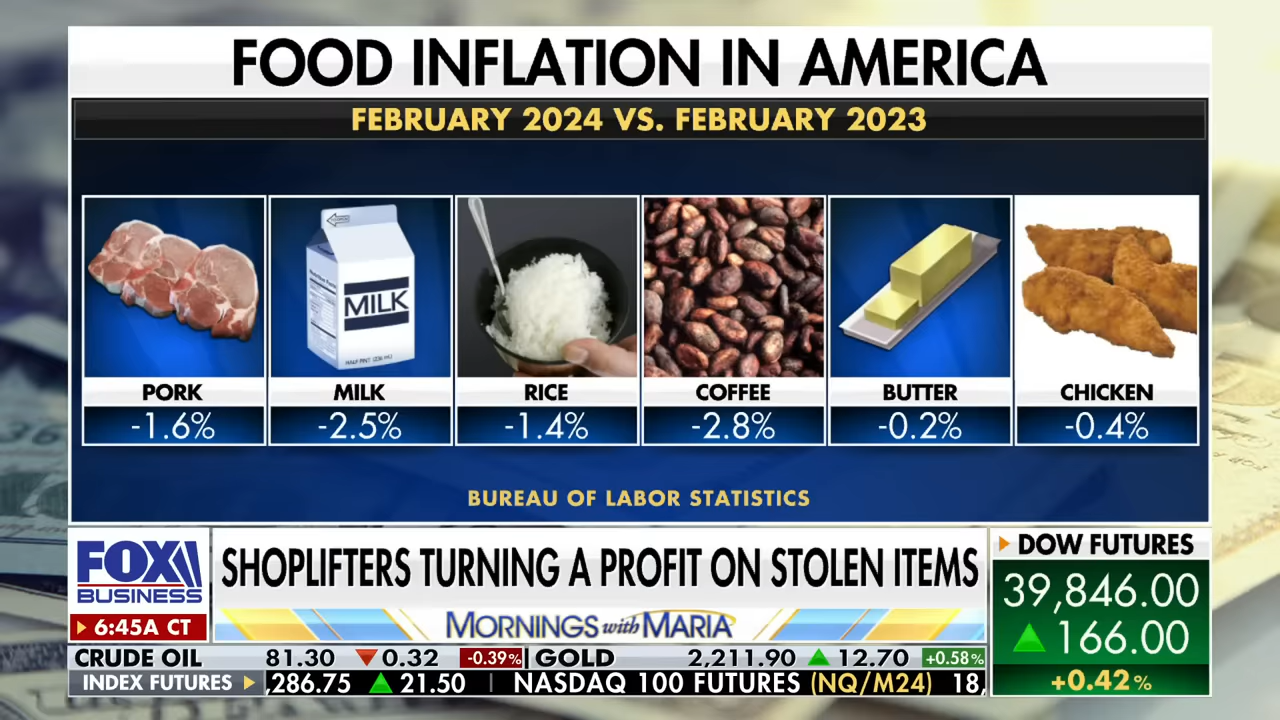 FOOD INFLATION IN AMERICA
FEBRUARY 2024 VS. FEBRUARY 2023
MILK
HALF PINT (236 mL)
PORK
-1.6%
MILK
-2.5%
RICE
-1.4%
COFFEE
-2.8%
BUTTER
-0.2%
CHICKEN
-0.4%
BUREAU OF LABOR STATISTICS
FOX
BUSINESS
6:45A CT
SHOPLIFTERS TURNING A PROFIT ON STOLEN ITEMS
MORNINGS with MARIA
DOW FUTURES
39,846.00
166.00
+0.42%
CRUDE OIL 81.30 0.32 -0.39% GOLD 2,211.90 12.70 +0.58%
INDEX FUTURES ,286.75 21.50 NASDAQ 100 FUTURES (NQ/M24) 18,